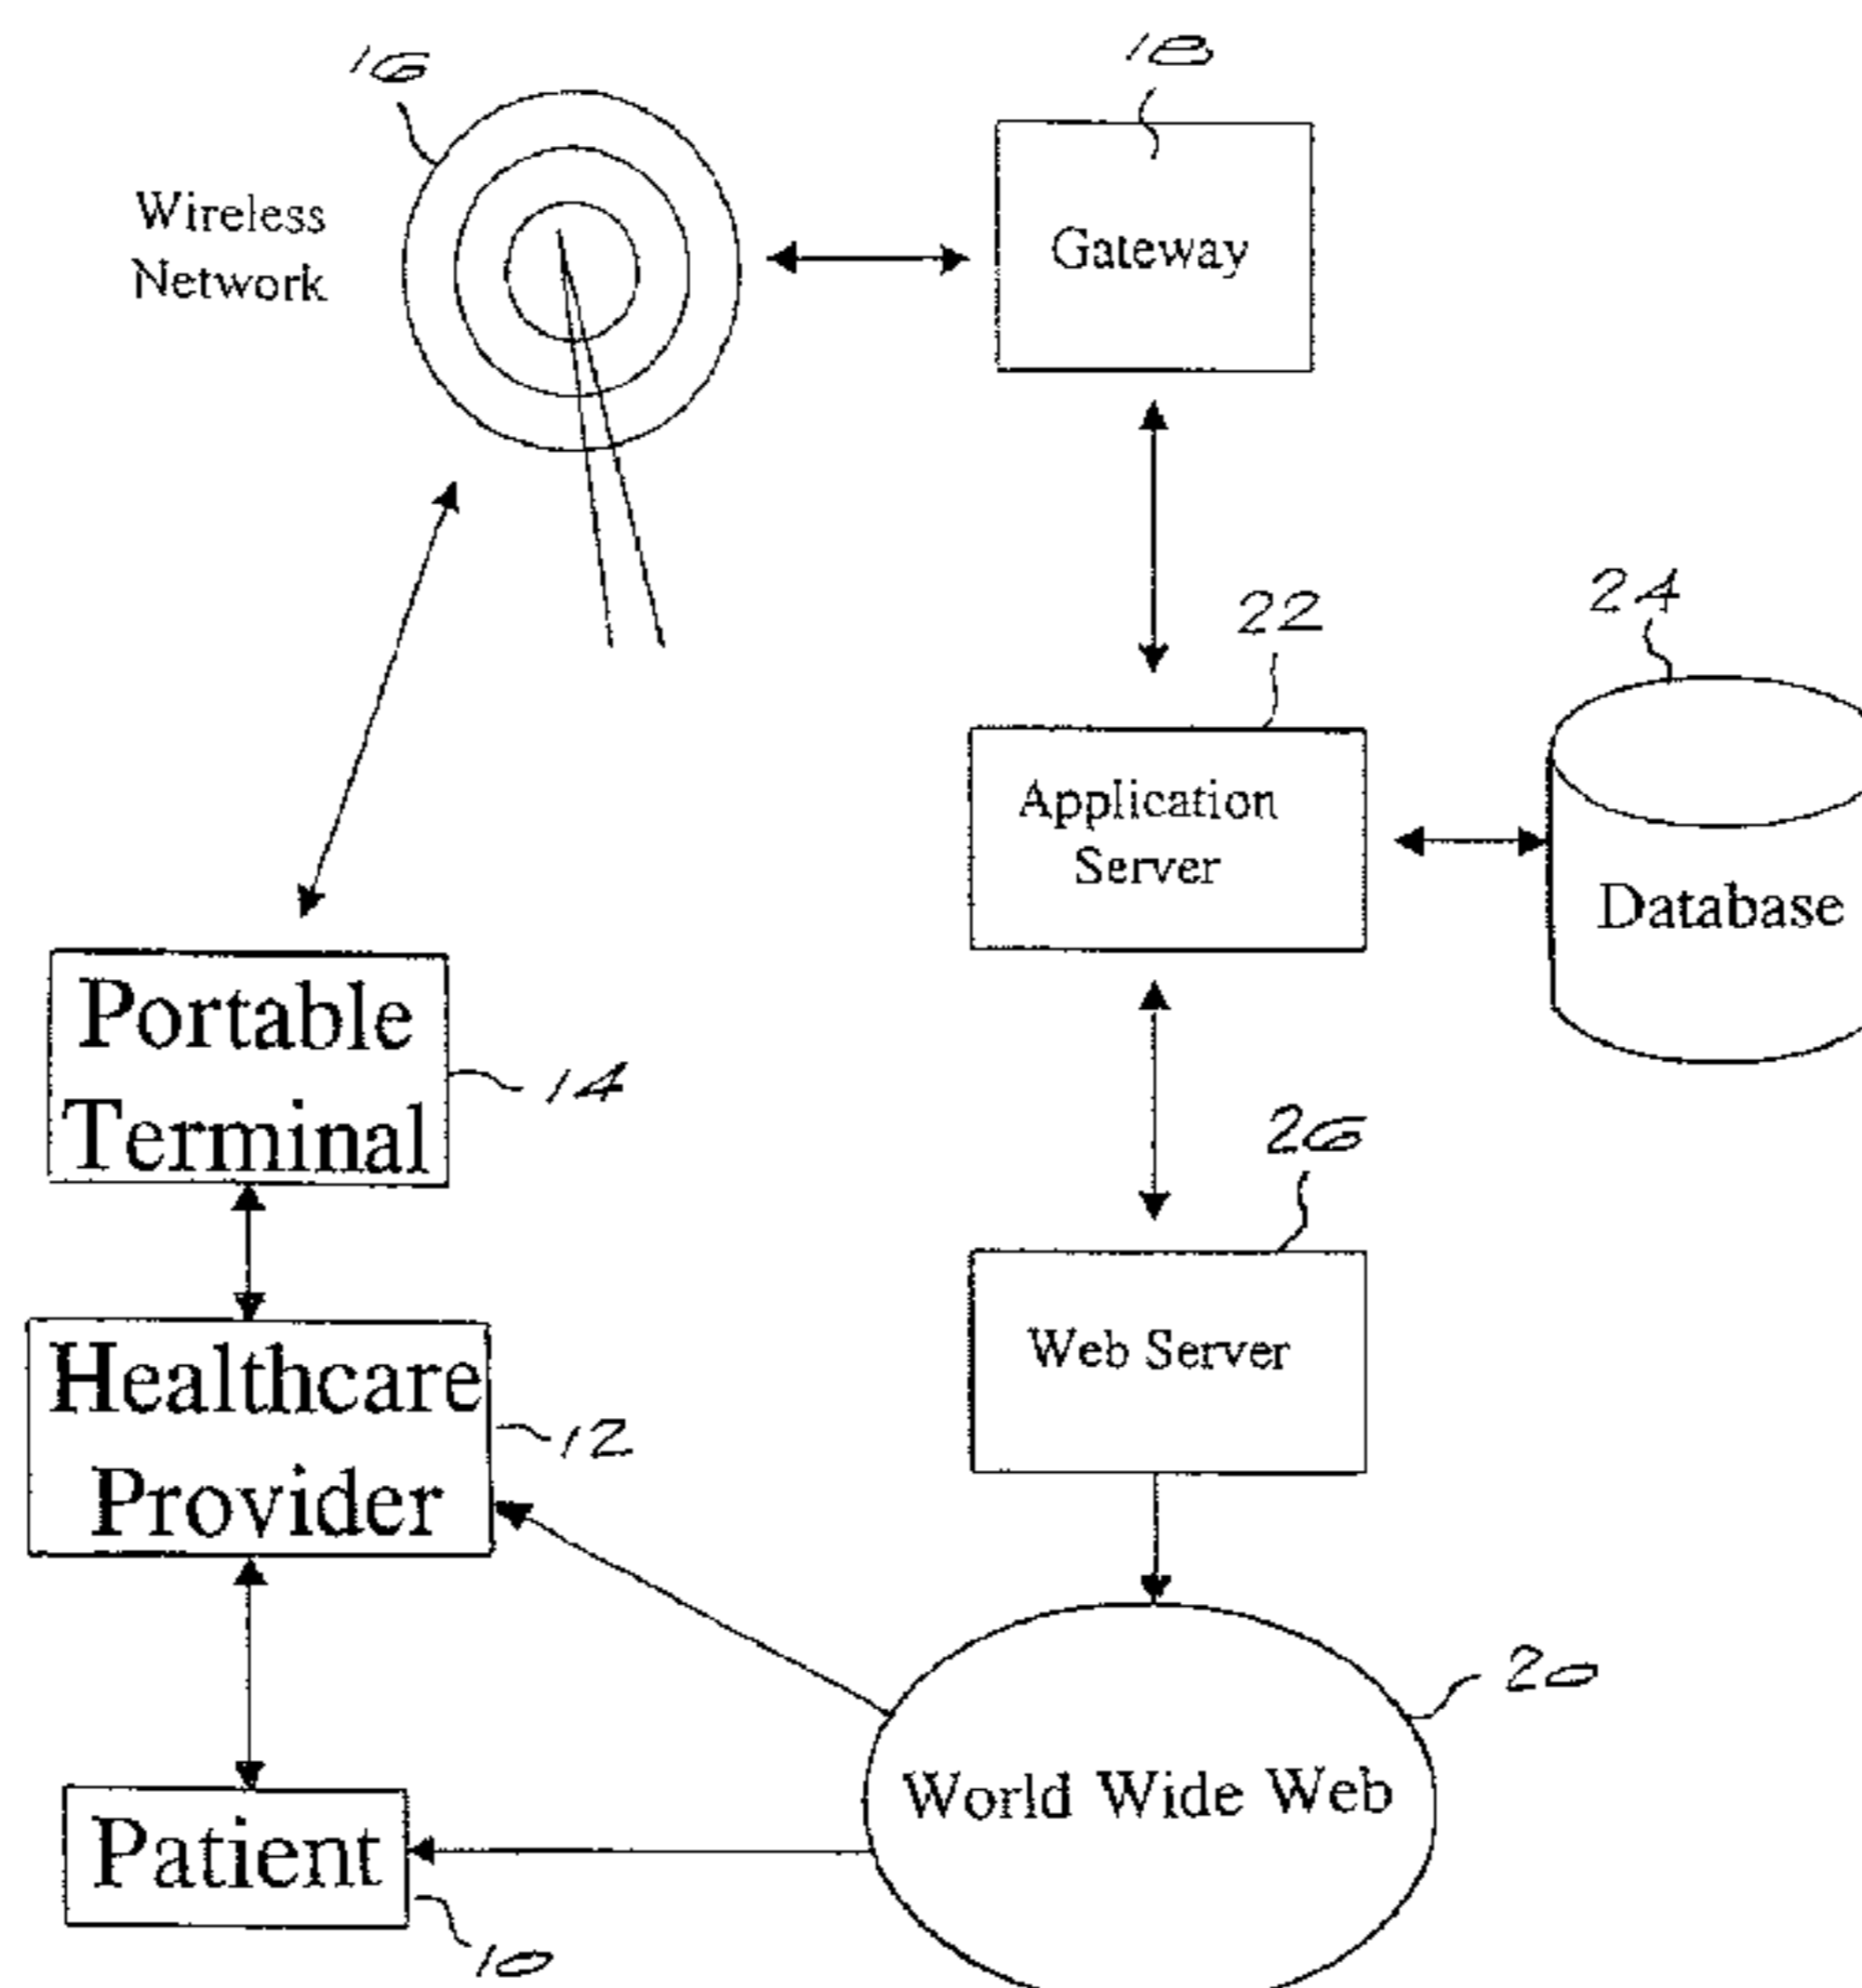 16
18
Wireless
Network
Gateway
22
24
Application
Server
Database
Portable
Terminal
14
26
Web Server
Healthcare
Provider
12
20
World Wide Web
Patient
10